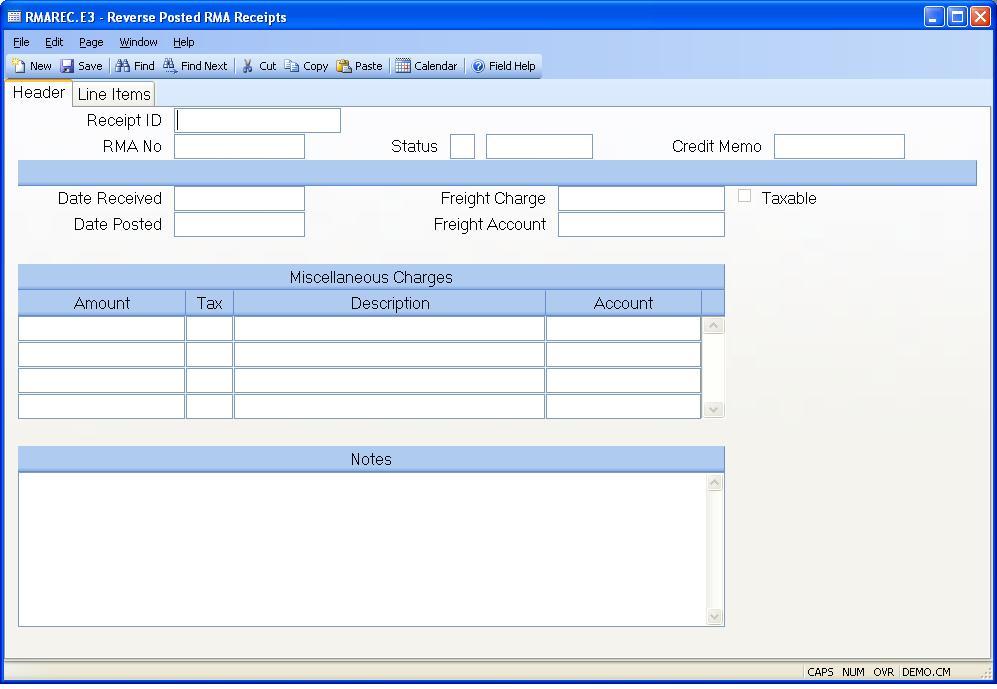 RMAREC.E3 - Reverse Posted RMA Receipts
File Edit Page Window Help
New Save Find Find Next Cut Copy Paste Calendar Field Help
Header Line Items
Receipt ID
RMA No Status Credit Memo
Date Received Freight Charge Taxable
Date Posted Freight Account
Miscellaneous Charges
Amount Tax Description Account
Notes
CAPS NUM OVR DEMO.CM